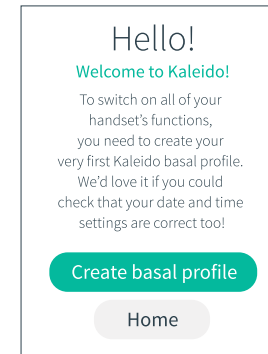 Hello!
Welcome to Kaleido!
To switch on all of your
handset’s functions,
you need to create your
very first Kaleido basal profile.
We’d love it if you could
check that your date and time
settings are correct too!
Create basal profile
Home